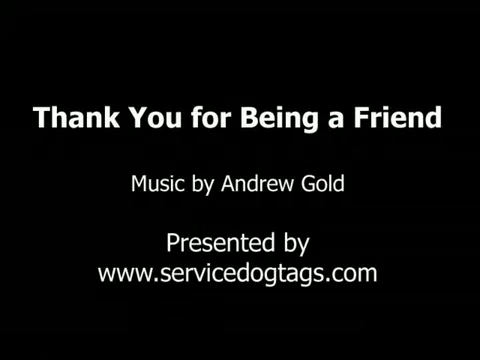 Thank You for Being a Friend
Music by Andrew Gold
Presented by
www.servicedogtags.com